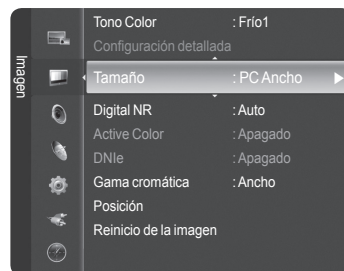 Imagen
Tono Color : Frío1
Configuración detallada
Tamaño : PC Ancho
Digital NR : Auto
Active Color : Apagado
DNIe : Apagado
Gama cromática : Ancho
Posición
Reinicio de la imagen